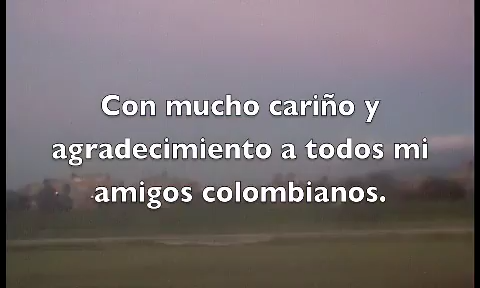 Con mucho cariño y
agradecimiento a todos mi
amigos colombianos.